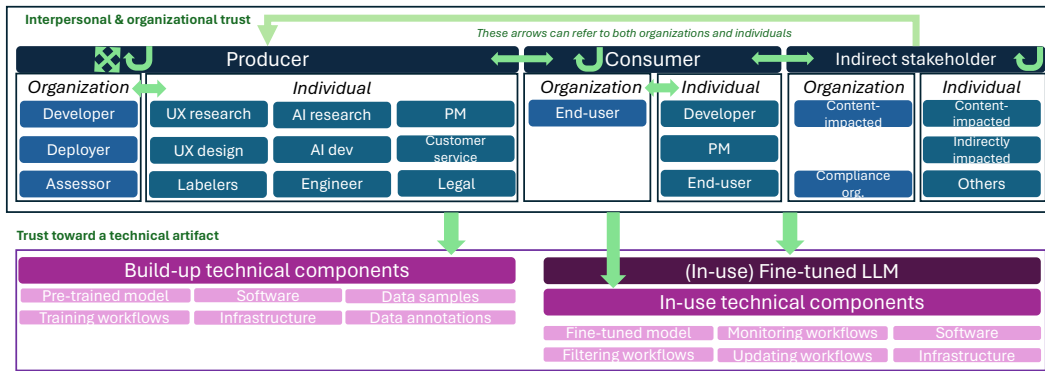 Interpersonal & organizational trust
These arrows can refer to both organizations and individuals
Producer
Consumer
Indirect stakeholder
Organization
Individual
Organization
Individual
Organization
Individual
Developer
UX research
AI research
PM
End-user
Developer
Content-
impacted
Content-
impacted
Deployer
UX design
AI dev
Customer
service
PM
Indirectly
impacted
Assessor
Labelers
Engineer
Legal
End-user
Compliance
org.
Others
Trust toward a technical artifact
Build-up technical components
(In-use) Fine-tuned LLM
Pre-trained model
Software
Data samples
Training workflows
Infrastructure
Data annotations
In-use technical components
Fine-tuned model
Monitoring workflows
Software
Filtering workflows
Updating workflows
Infrastructure